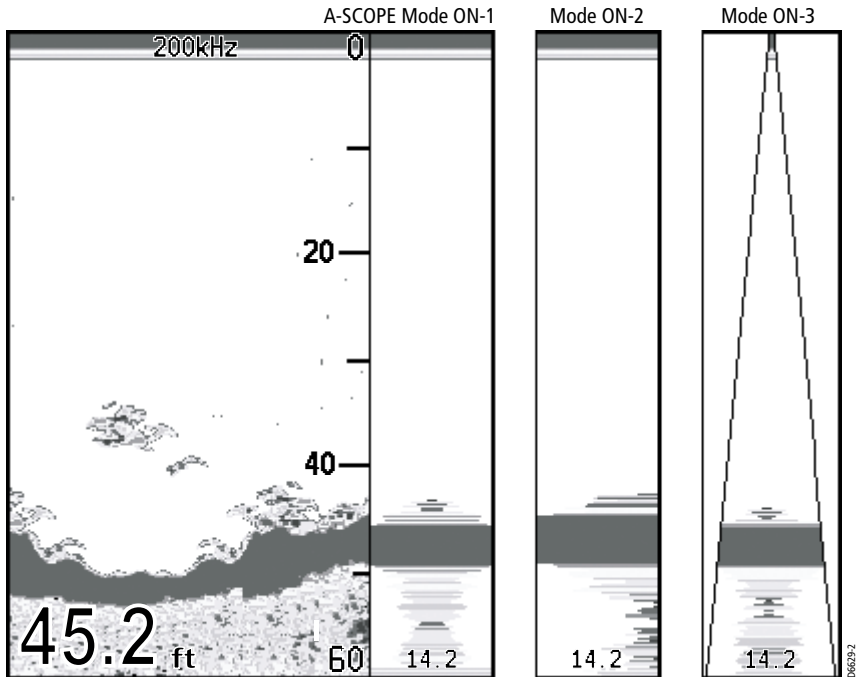 A-SCOPE Mode ON-1
Mode ON-2
Mode ON-3
200kHz
0
20
40
60
45.2 ft
14.2
14.2
14.2
D6629-2